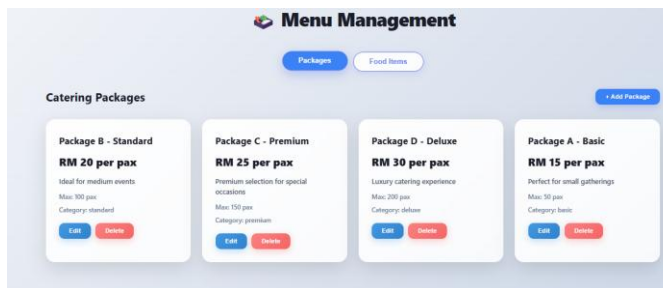 Menu Management
Packages
Food Items
Catering Packages
+ Add Package
Package B - Standard
RM 20 per pax
Ideal for medium events
Max: 100 pax
Category: standard
Edit
Delete
Package C - Premium
RM 25 per pax
Premium selection for special
occasions
Max: 150 pax
Category: premium
Edit
Delete
Package D - Deluxe
RM 30 per pax
Luxury catering experience
Max: 200 pax
Category: deluxe
Edit
Delete
Package A - Basic
RM 15 per pax
Perfect for small gatherings
Max: 50 pax
Category: basic
Edit
Delete